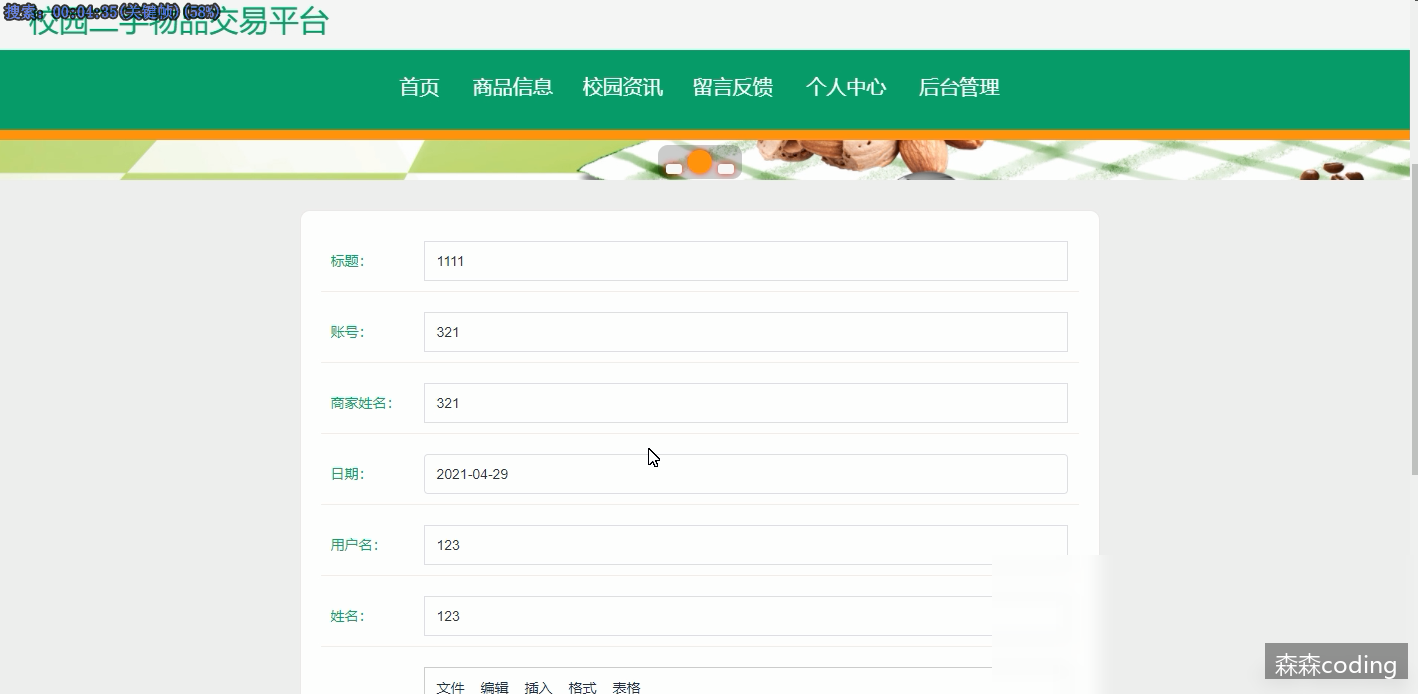 搜索: 00:04:35(关键帧)(58%)
校园二手物品交易平台
首页 商品信息 校园资讯 留言反馈 个人中心 后台管理
标题: 1111
账号: 321
商家姓名: 321
日期: 2021-04-29
用户名: 123
姓名: 123
文件 编辑 插入 格式 表格
森森coding